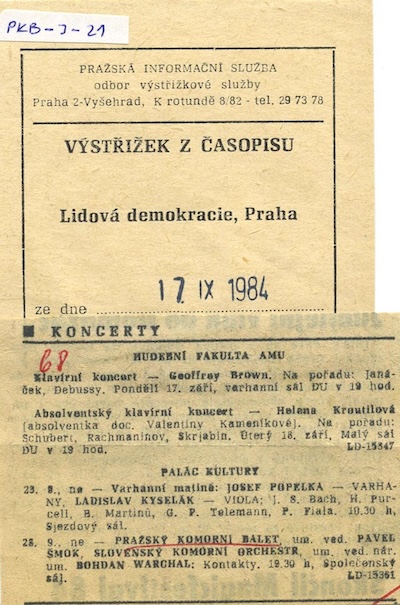 PKB-J-21
PRAŽSKÁ INFORMAČNÍ SLUŽBA
odbor výstřižkové služby
Praha 2-Vyšehrad, K rotundě 8/82 - tel. 29 73 78
VÝSTŘIŽEK Z ČASOPISU
Lidová demokracie, Praha
17 IX 1984
ze dne
■ KONCERTY
68
HUDEBNÍ FAKULTA AMU
Klavírní koncert — Geoffrey Brown. Na pořadu: Janá-
ček, Debussy. Pondělí 17. září, varhanní sál DU v 19 hod.
Absolventský klavírní koncert — Helena Kroutilová
(absolventka doc. Valentiny Kameníkové). Na pořadu:
Schubert, Rachmaninov, Skrjabin. Úterý 18. září, Malý sál
DU v 19 hod. LD-15347
PALÁC KULTURY
23. 9., ne — Varhanní matiné: JOSEF POPELKA — VARHA-
NY, LADISLAV KYSELÁK — VIOLA; J. S. Bach, H. Pur-
cell, B. Martinů, G. P. Telemann, P. Fiala. 10.30 h,
Sjezdový sál.
23. 9., ne — PRAŽSKÝ KOMORNÍ BALET, um. ved. PAVEL
ŠMOK, SLOVENSKÝ KOMORNÍ ORCHESTR, um. ved. nár.
um. BOHDAN WARCHAL: Kontakty. 19.30 h, Společenský
sál. LD-15361